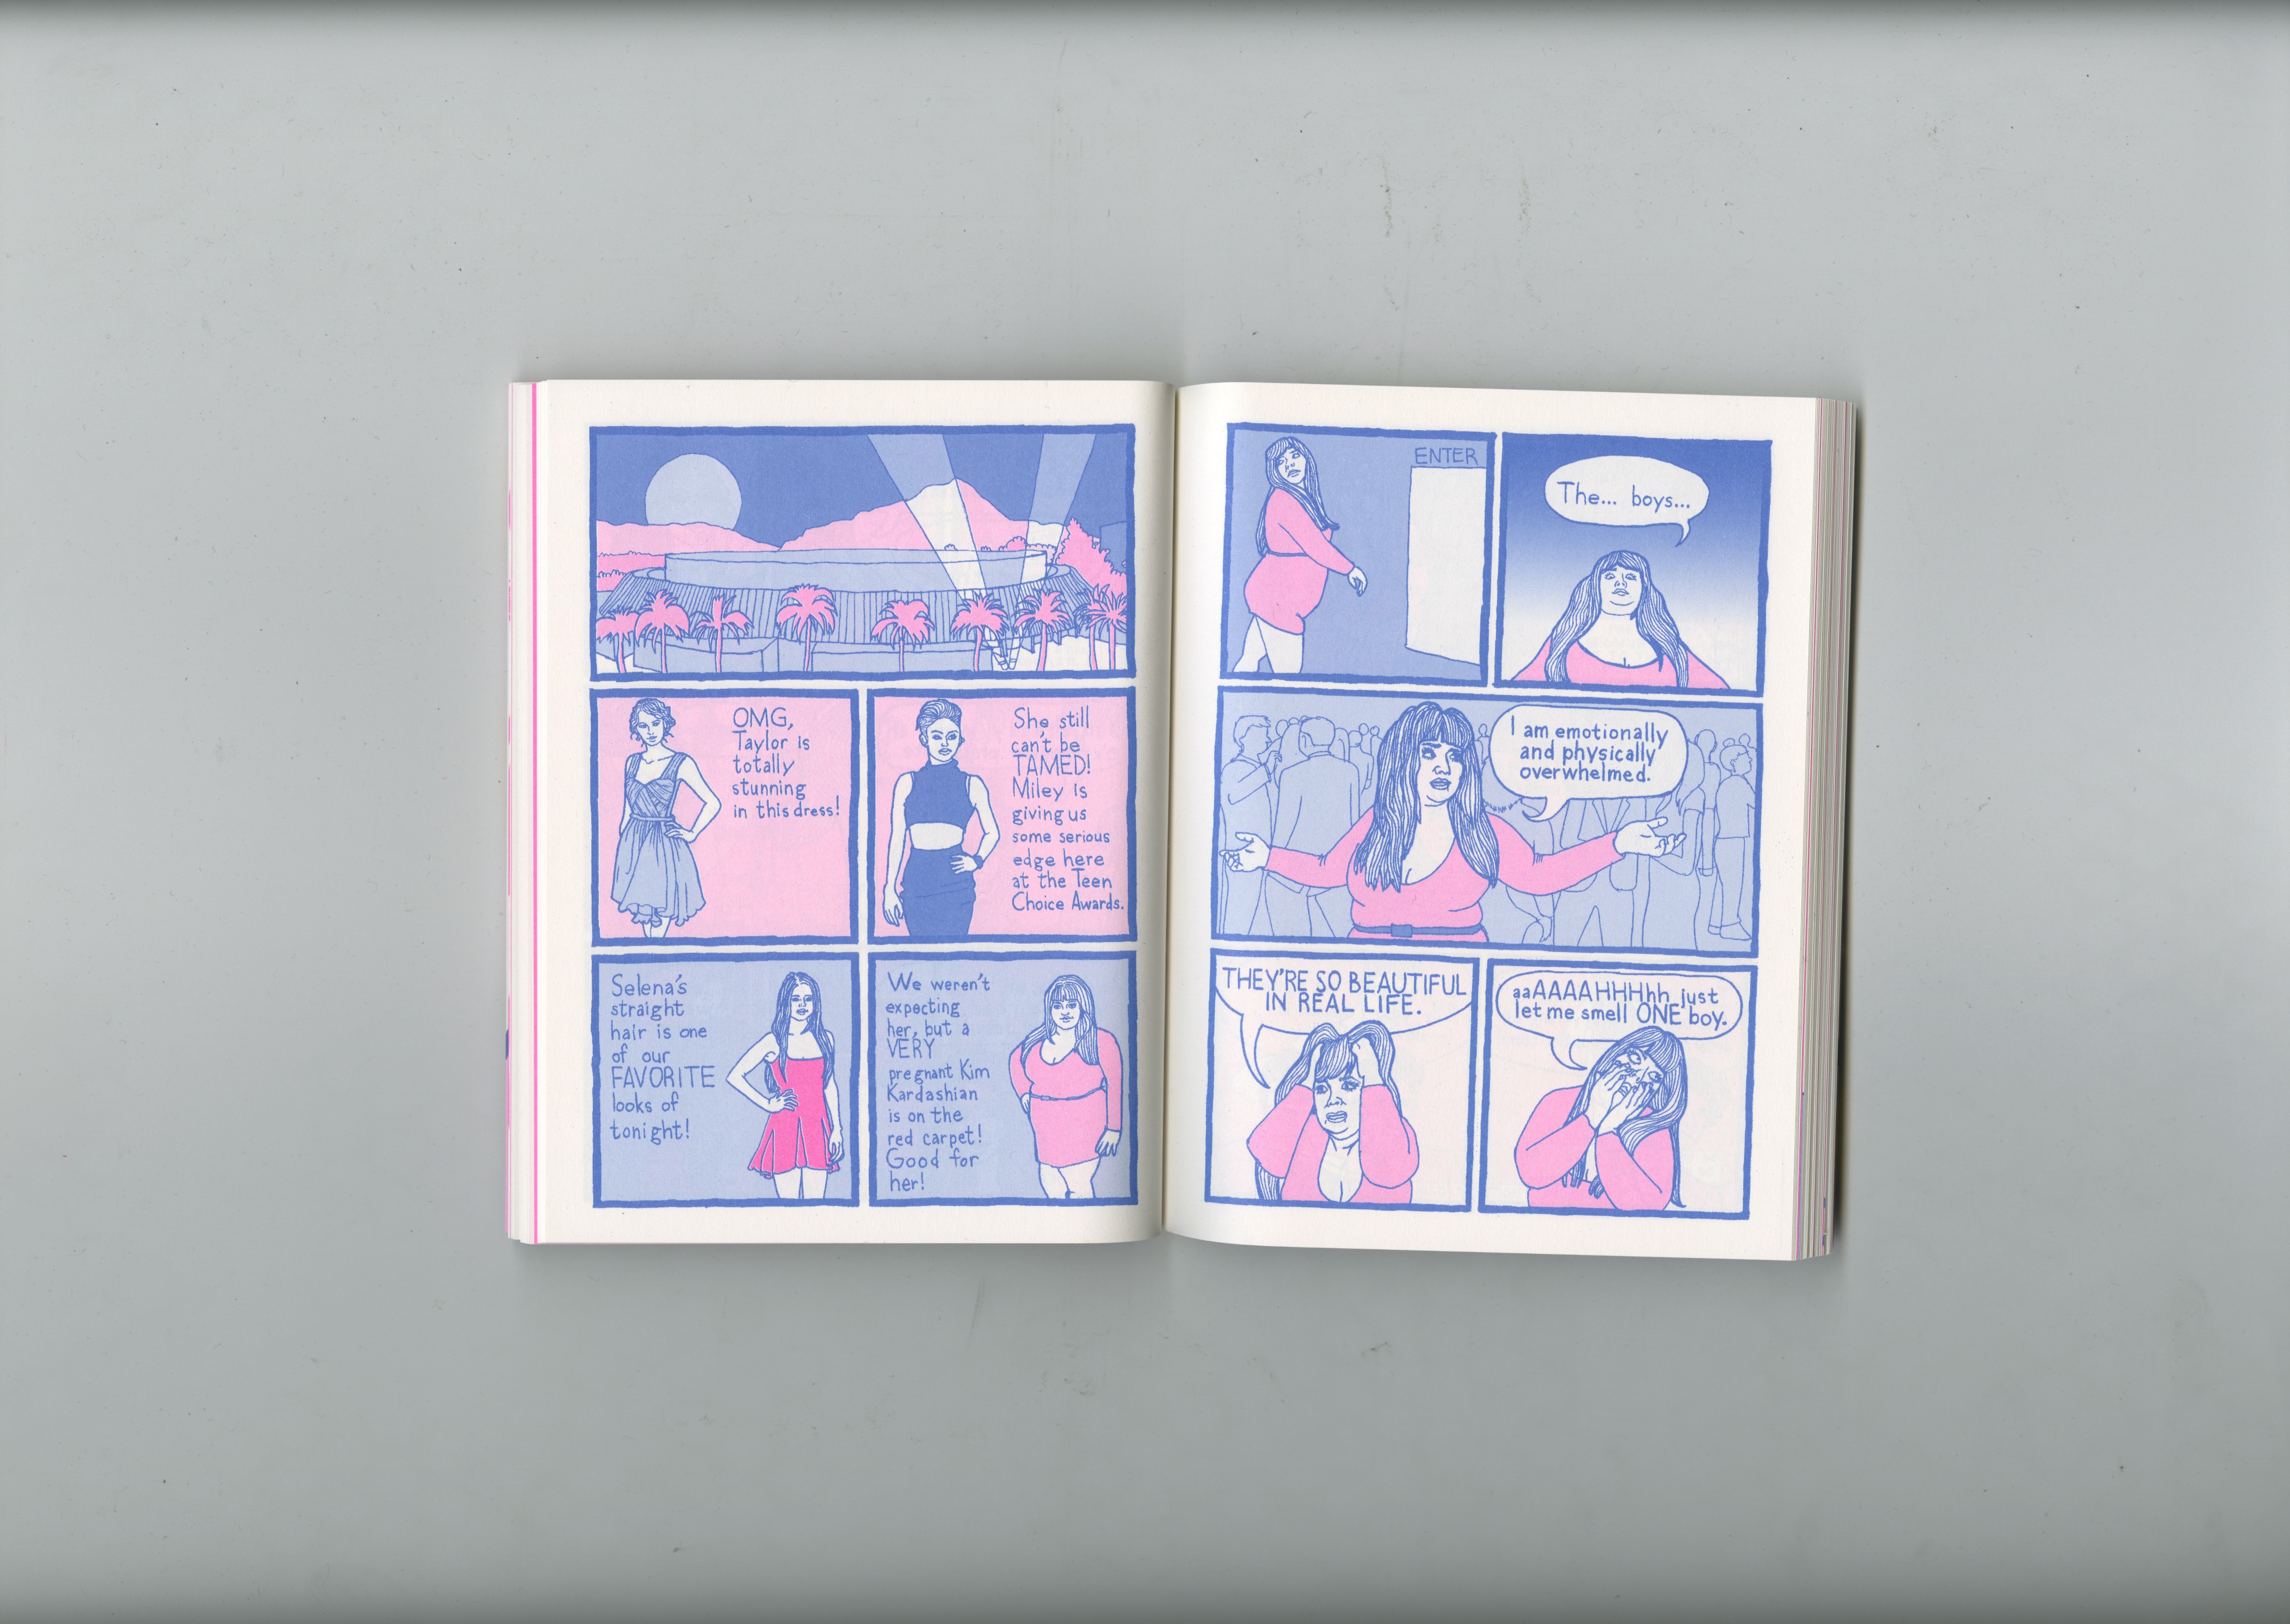 OMG,
Taylor is
totally
stunning
in this dress!
She still
can't be
TAMED!
Miley is
giving us
some serious
edge here
at the Teen
Choice Awards.
Selena's
straight
hair is one
of our
FAVORITE
looks of
tonight!
We weren't
expecting
her, but a
VERY
pregnant Kim
Kardashian
is on the
red carpet!
Good for
her!
ENTER
The... boys...
I am emotionally
and physically
overwhelmed.
THEY'RE SO BEAUTIFUL
IN REAL LIFE.
aaAAAAHHHHhh just
let me smell ONE boy.